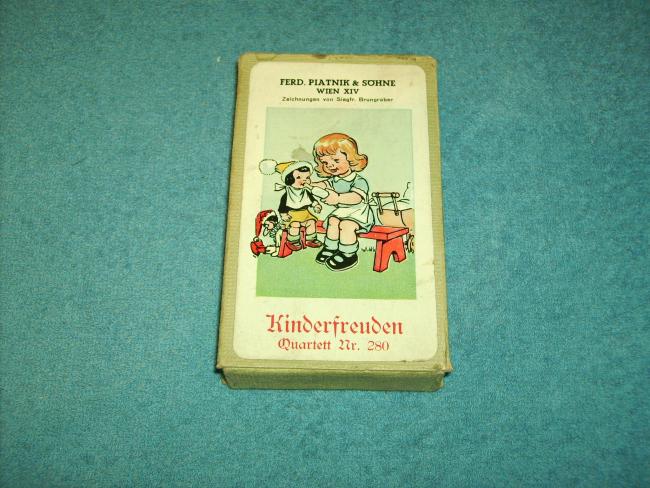 FERD. PIATNIK & SÖHNE
WIEN XIV
Zeichnungen von Siegfr. Brungraber
Kinderfreuden
Quartett Nr. 280